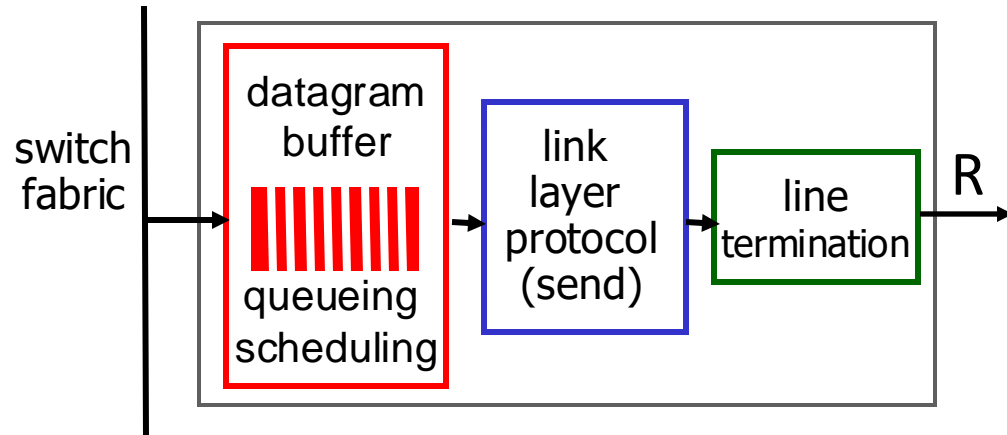 switch
fabric
datagram
buffer
queueing
scheduling
link
layer
protocol
(send)
line
termination
R